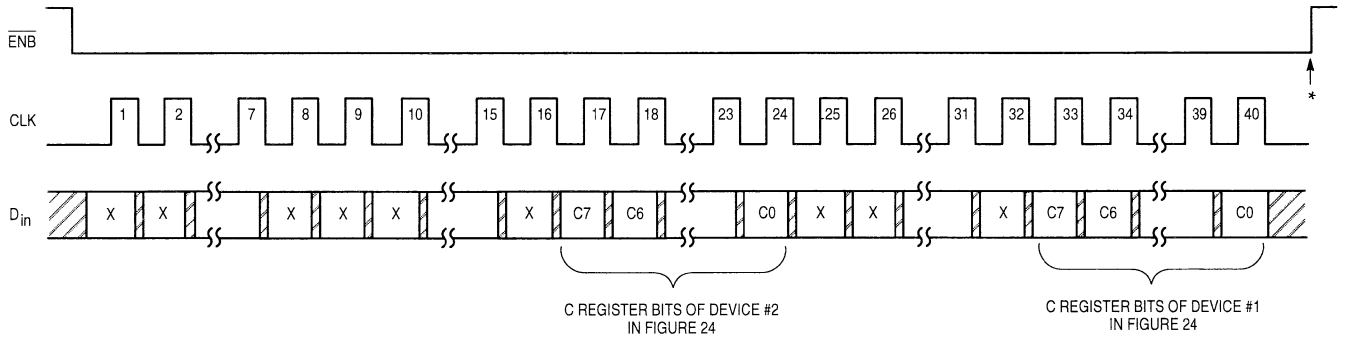 ENB
*
CLK
1 2 7 8 9 10 15 16 17 18 23 24 25 26 31 32 33 34 39 40
Din
X X X X X X C7 C6 C0 X X X C7 C6 C0
C REGISTER BITS OF DEVICE #2
IN FIGURE 24
C REGISTER BITS OF DEVICE #1
IN FIGURE 24